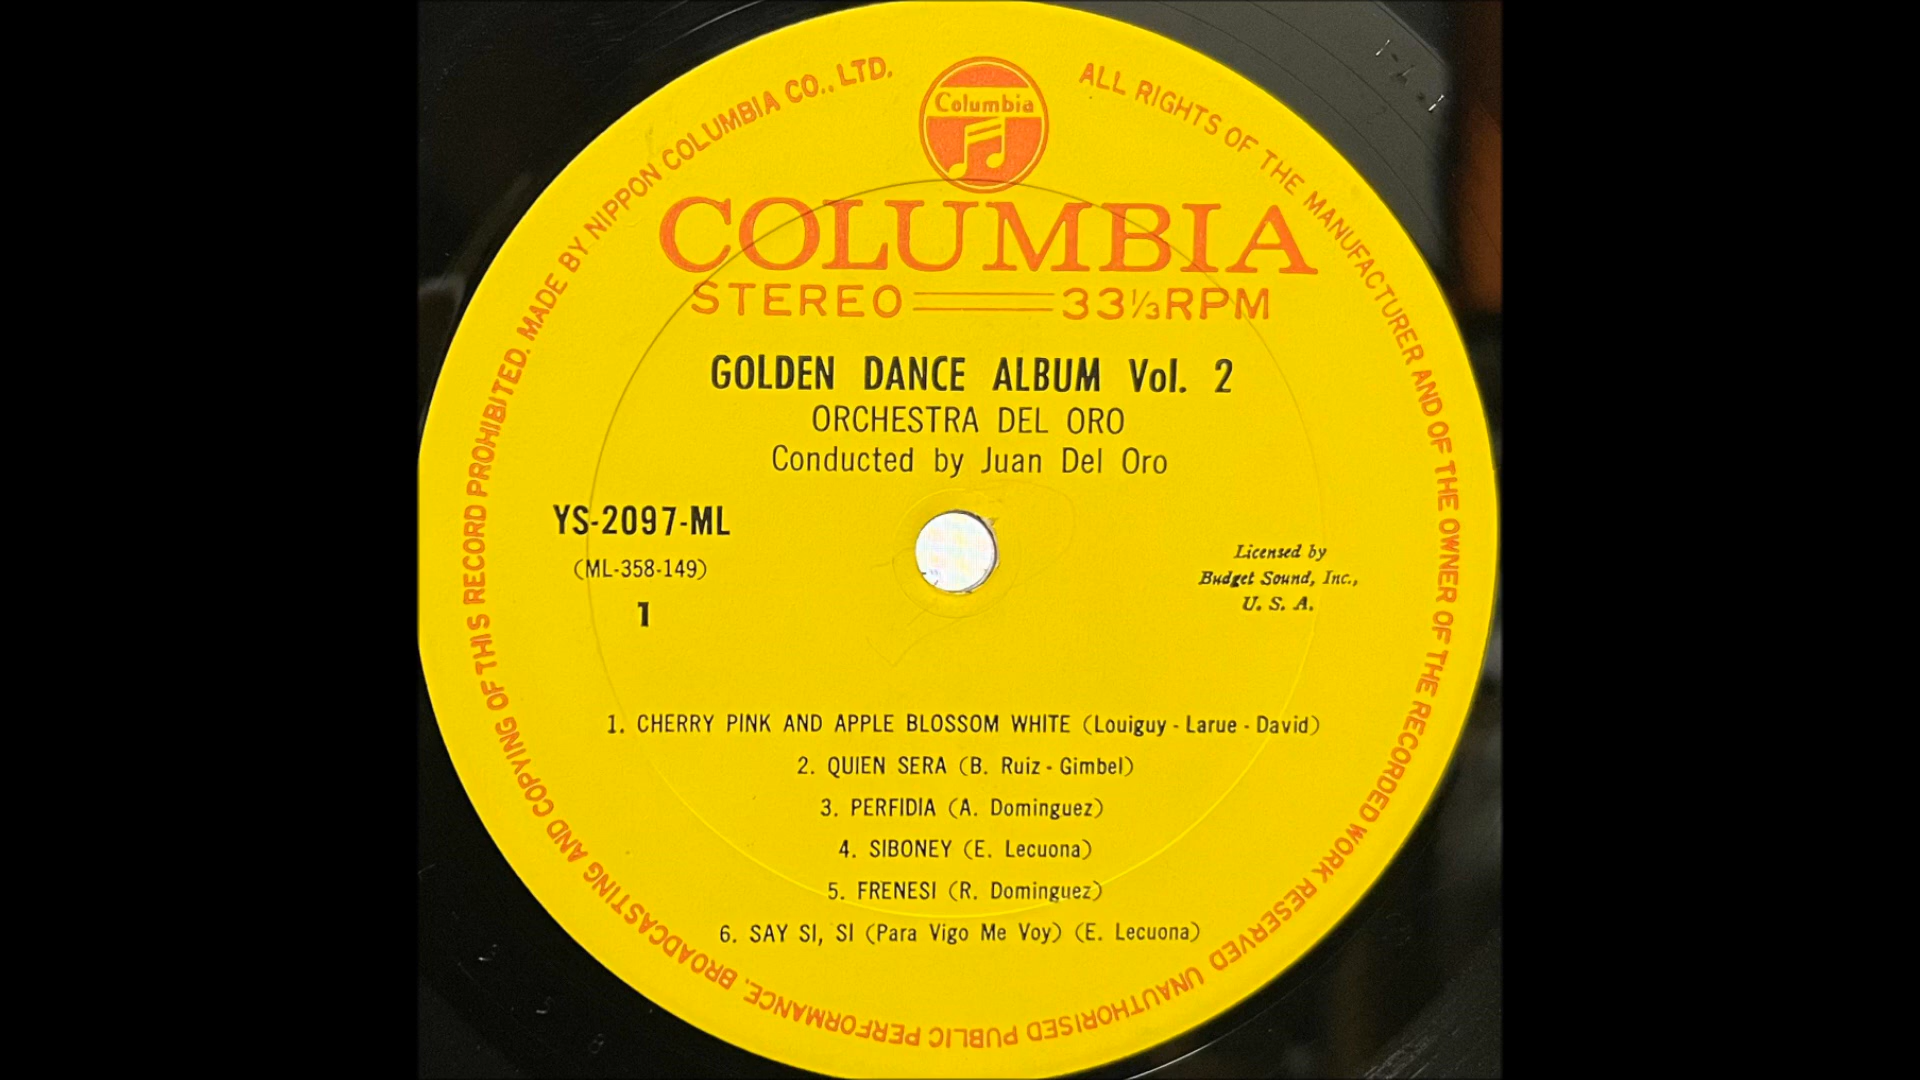 Columbia
COLUMBIA
STEREO 33⅓RPM
GOLDEN DANCE ALBUM Vol. 2
ORCHESTRA DEL ORO
Conducted by Juan Del Oro
YS-2097-ML
(ML-358-149)
1
Licensed by
Budget Sound, Inc.,
U. S. A.
1. CHERRY PINK AND APPLE BLOSSOM WHITE (Louiguy - Larue - David)
2. QUIEN SERA (B. Ruiz - Gimbel)
3. PERFIDIA (A. Dominguez)
4. SIBONEY (E. Lecuona)
5. FRENESI (R. Dominguez)
6. SAY SI, SI (Para Vigo Me Voy) (E. Lecuona)
ALL RIGHTS OF THE MANUFACTURER AND OF THE OWNER OF THE RECORDED WORK RESERVED UNAUTHORISED PUBLIC PERFORMANCE, BROADCASTING AND COPYING OF THIS RECORD PROHIBITED. MADE BY NIPPON COLUMBIA CO., LTD.